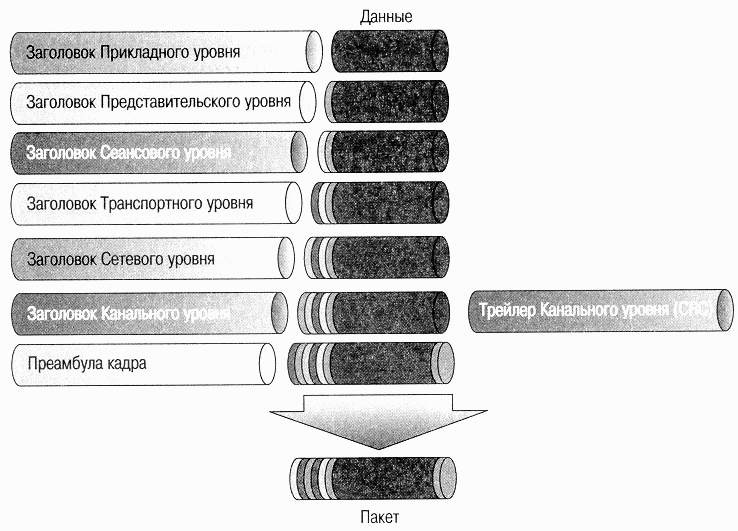 Данные
Заголовок Прикладного уровня
Заголовок Представительского уровня
Заголовок Сеансового уровня
Заголовок Транспортного уровня
Заголовок Сетевого уровня
Заголовок Канального уровня
Трейлер Канального уровня (CRC)
Преамбула кадра
Пакет